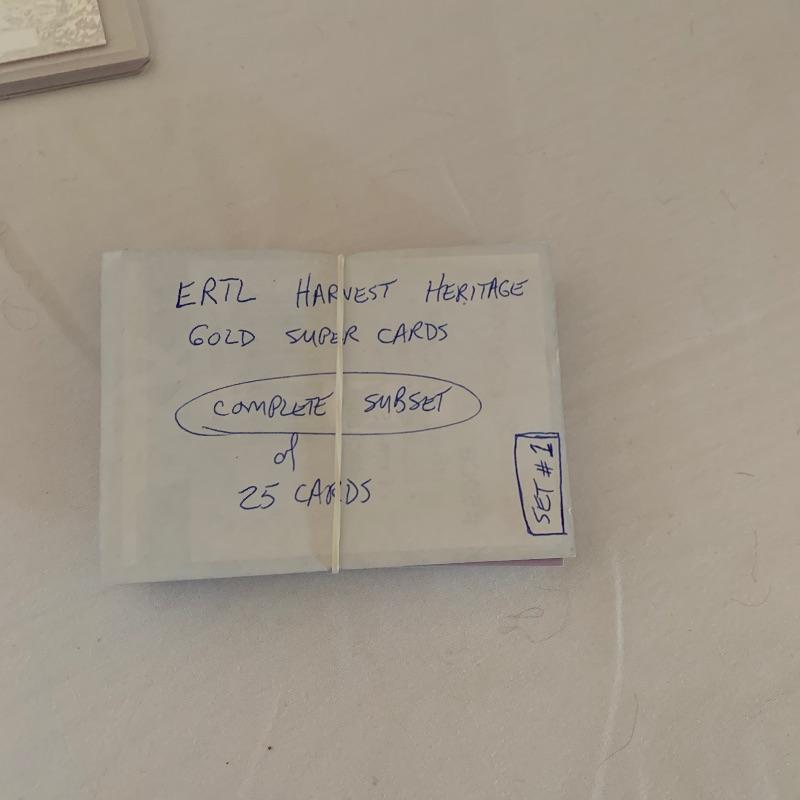 ERTL HARVEST HERITAGE
GOLD SUPER CARDS
COMPLETE SUBSET
of
25 CARDS
SET #1